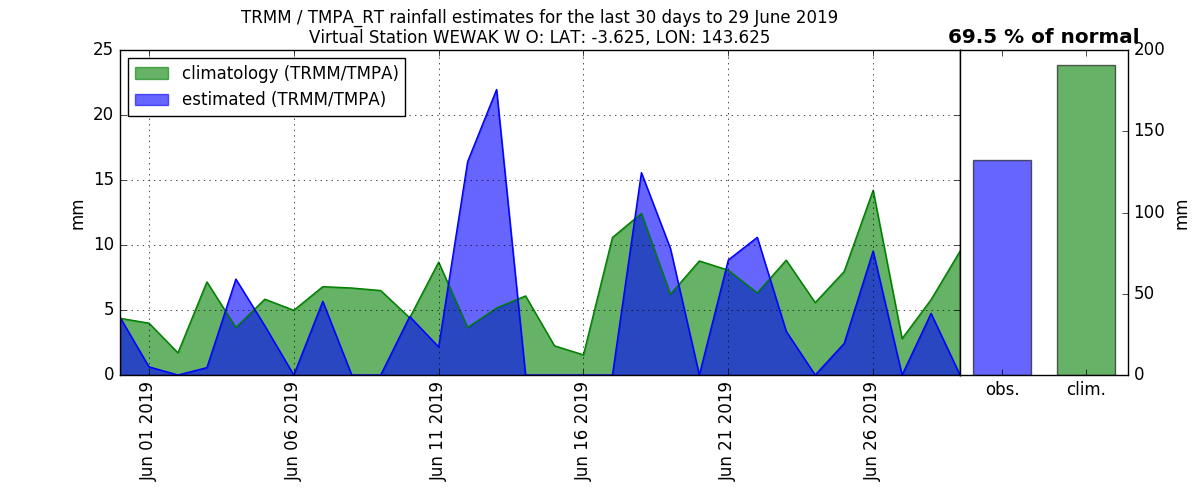 TRMM / TMPA_RT rainfall estimates for the last 30 days to 29 June 2019
Virtual Station WEWAK W O: LAT: -3.625, LON: 143.625
69.5 % of normal
climatology (TRMM/TMPA)
estimated (TRMM/TMPA)
25
20
15
10
5
0
mm
Jun 01 2019
Jun 06 2019
Jun 11 2019
Jun 16 2019
Jun 21 2019
Jun 26 2019
200
150
100
50
0
mm
obs.
clim.